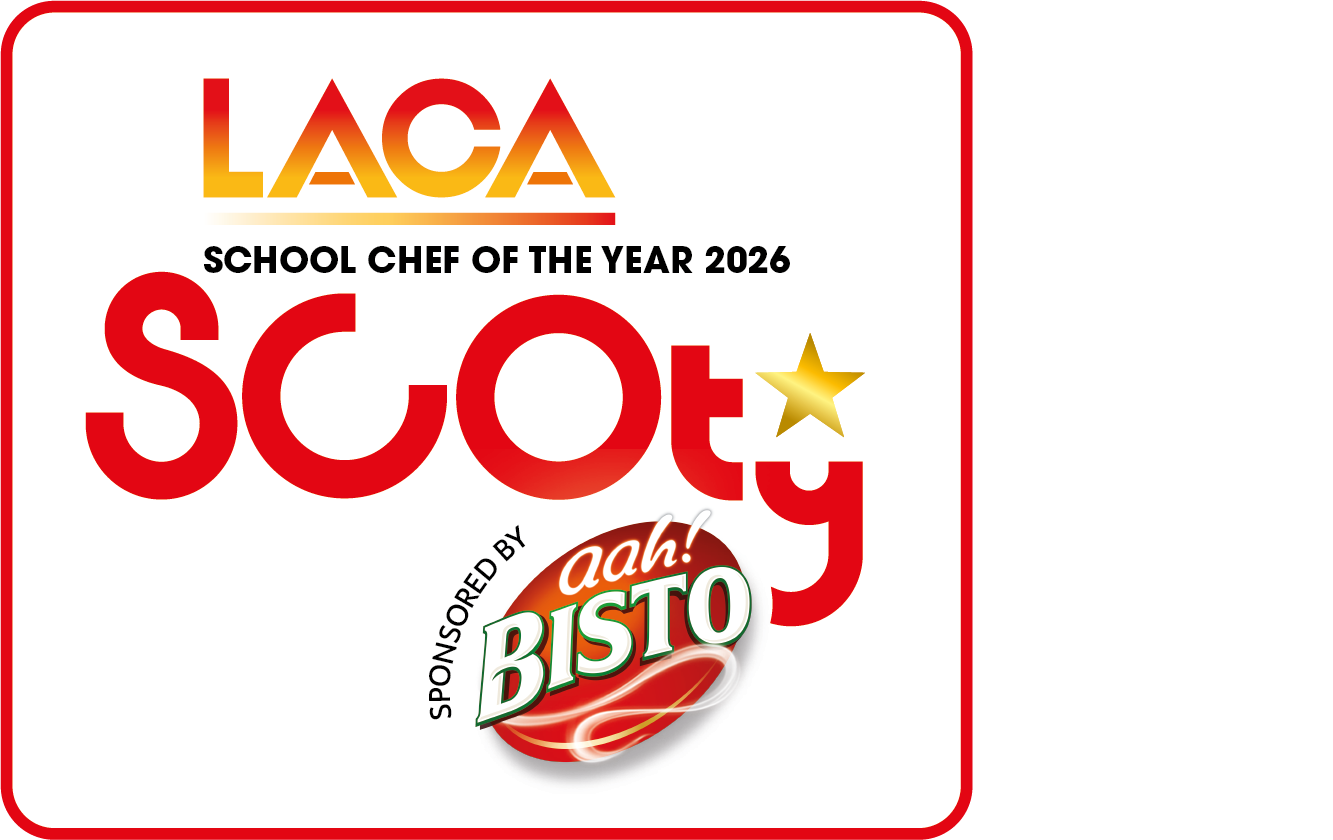 LACA
SCHOOL CHEF OF THE YEAR 2026
SCOty
SPONSORED BY
aah!
BISTO